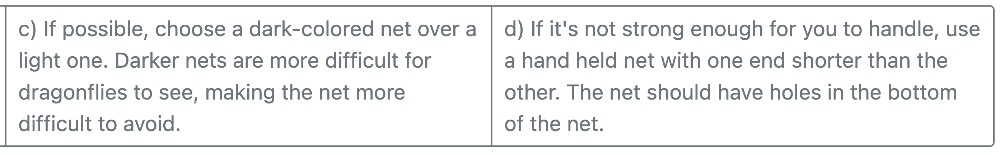 c) If possible, choose a dark-colored net over a
light one. Darker nets are more difficult for
dragonflies to see, making the net more
difficult to avoid.
d) If it's not strong enough for you to handle, use
a hand held net with one end shorter than the
other. The net should have holes in the bottom
of the net.